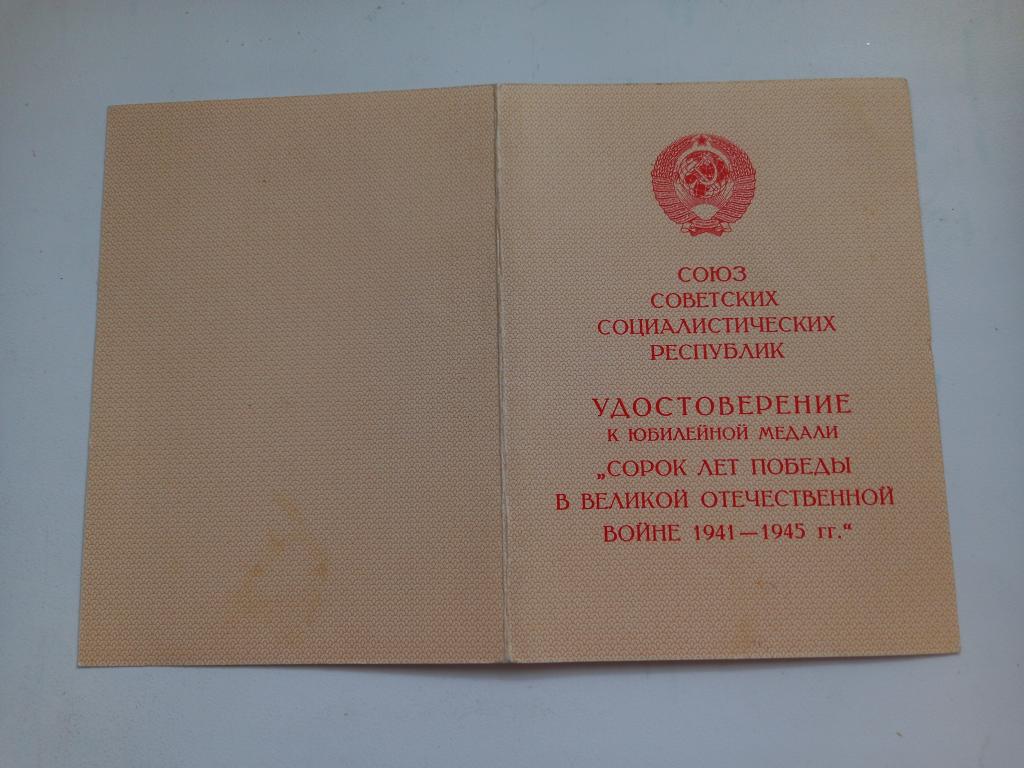 СОЮЗ
СОВЕТСКИХ
СОЦИАЛИСТИЧЕСКИХ
РЕСПУБЛИК
УДОСТОВЕРЕНИЕ
К ЮБИЛЕЙНОЙ МЕДАЛИ
„СОРОК ЛЕТ ПОБЕДЫ
В ВЕЛИКОЙ ОТЕЧЕСТВЕННОЙ
ВОЙНЕ 1941—1945 гг.“